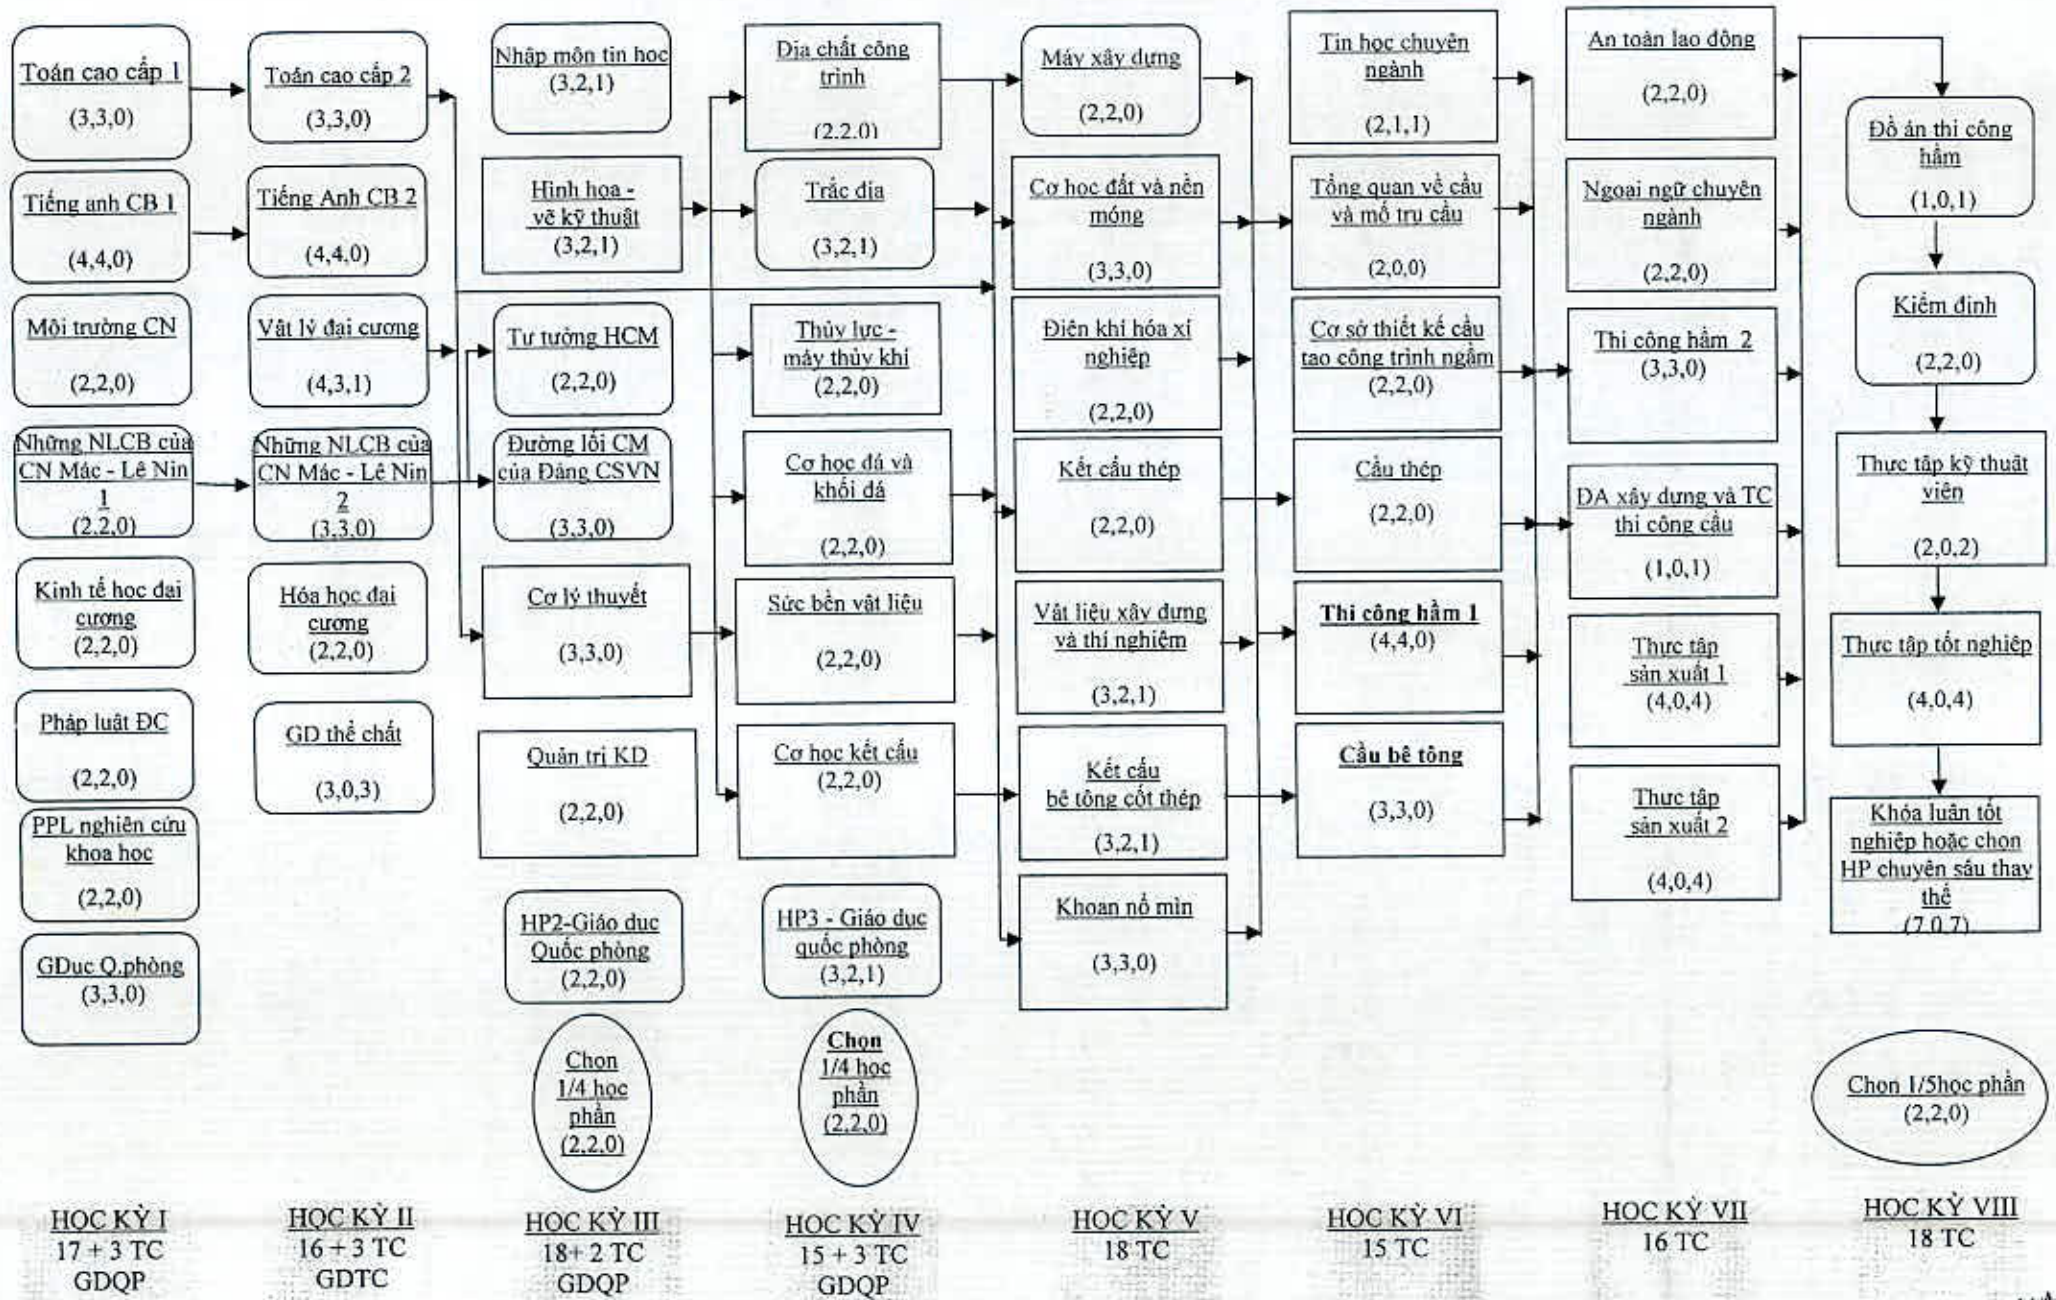 Toán cao cấp 1
(3,3,0)
Tiếng anh CB 1
(4,4,0)
Môi trường CN
(2,2,0)
Những NLCB của
CN Mác - Lê Nin
1
(2,2,0)
Kinh tế học đại
cương
(2,2,0)
Pháp luật ĐC
(2,2,0)
PPL nghiên cứu
khoa học
(2,2,0)
GDuc Q.phòng
(3,3,0)
HỌC KỲ I
17 + 3 TC
GDQP
Toán cao cấp 2
(3,3,0)
Tiếng Anh CB 2
(4,4,0)
Vật lý đại cương
(4,3,1)
Những NLCB của
CN Mác - Lê Nin
2
(3,3,0)
Hóa học đại
cương
(2,2,0)
GD thể chất
(3,0,3)
HỌC KỲ II
16 + 3 TC
GDTC
Nhập môn tin học
(3,2,1)
Hình họa -
vẽ kỹ thuật
(3,2,1)
Tư tưởng HCM
(2,2,0)
Đường lối CM
của Đảng CSVN
(3,3,0)
Cơ lý thuyết
(3,3,0)
Quản trị KD
(2,2,0)
HP2-Giáo dục
Quốc phòng
(2,2,0)
Chọn
1/4 học
phần
(2,2,0)
HỌC KỲ III
18+ 2 TC
GDQP
Địa chất công
trình
(2,2,0)
Trắc địa
(3,2,1)
Thủy lực -
máy thủy khí
(2,2,0)
Cơ học đá và
khối đá
(2,2,0)
Sức bền vật liệu
(2,2,0)
Cơ học kết cấu
(2,2,0)
HP3 - Giáo dục
quốc phòng
(3,2,1)
Chọn
1/4 học
phần
(2,2,0)
HỌC KỲ IV
15 + 3 TC
GDQP
Máy xây dựng
(2,2,0)
Cơ học đất và nền
móng
(3,3,0)
Điện khí hóa xí
nghiệp
(2,2,0)
Kết cấu thép
(2,2,0)
Vật liệu xây dựng
và thí nghiệm
(3,2,1)
Kết cấu
bê tông cốt thép
(3,2,1)
Khoan nổ mìn
(3,3,0)
HỌC KỲ V
18 TC
Tin học chuyên
ngành
(2,1,1)
Tổng quan về cầu
và mố trụ cầu
(2,0,0)
Cơ sở thiết kế cấu
tạo công trình ngầm
(2,2,0)
Cầu thép
(2,2,0)
Thi công hầm 1
(4,4,0)
Cầu bê tông
(3,3,0)
HỌC KỲ VI
15 TC
An toàn lao động
(2,2,0)
Ngoại ngữ chuyên
ngành
(2,2,0)
Thi công hầm 2
(3,3,0)
ĐA xây dựng và TC
thi công cầu
(1,0,1)
Thực tập
sản xuất 1
(4,0,4)
Thực tập
sản xuất 2
(4,0,4)
HỌC KỲ VII
16 TC
Đồ án thi công
hầm
(1,0,1)
Kiểm định
(2,2,0)
Thực tập kỹ thuật
viên
(2,0,2)
Thực tập tốt nghiệp
(4,0,4)
Khóa luận tốt
nghiệp hoặc chọn
HP chuyên sâu thay
thế
(7,0,7)
Chọn 1/5học phần
(2,2,0)
HỌC KỲ VIII
18 TC